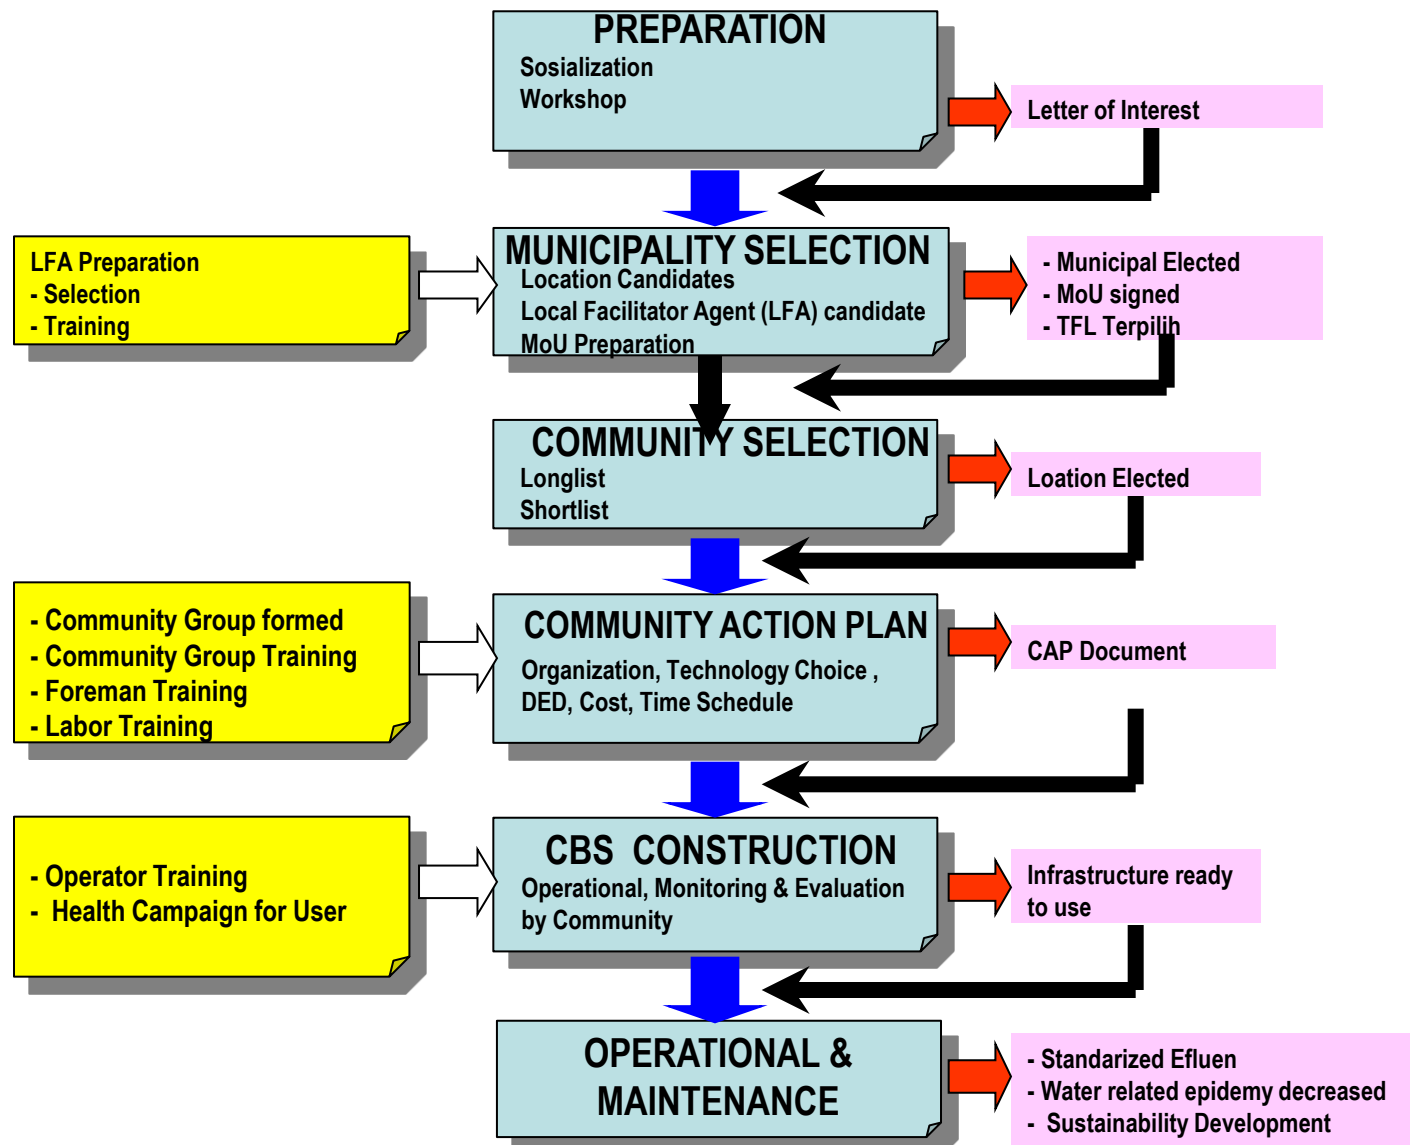 PREPARATION
Sosialization
Workshop
Letter of Interest
LFA Preparation
- Selection
- Training
MUNICIPALITY SELECTION
Location Candidates
Local Facilitator Agent (LFA) candidate
MoU Preparation
- Municipal Elected
- MoU signed
- TFL Terpilih
COMMUNITY SELECTION
Longlist
Shortlist
Loation Elected
- Community Group formed
- Community Group Training
- Foreman Training
- Labor Training
COMMUNITY ACTION PLAN
Organization, Technology Choice ,
DED, Cost, Time Schedule
CAP Document
- Operator Training
- Health Campaign for User
CBS CONSTRUCTION
Operational, Monitoring & Evaluation
by Community
Infrastructure ready
to use
OPERATIONAL &
MAINTENANCE
- Standarized Efluen
- Water related epidemy decreased
- Sustainability Development